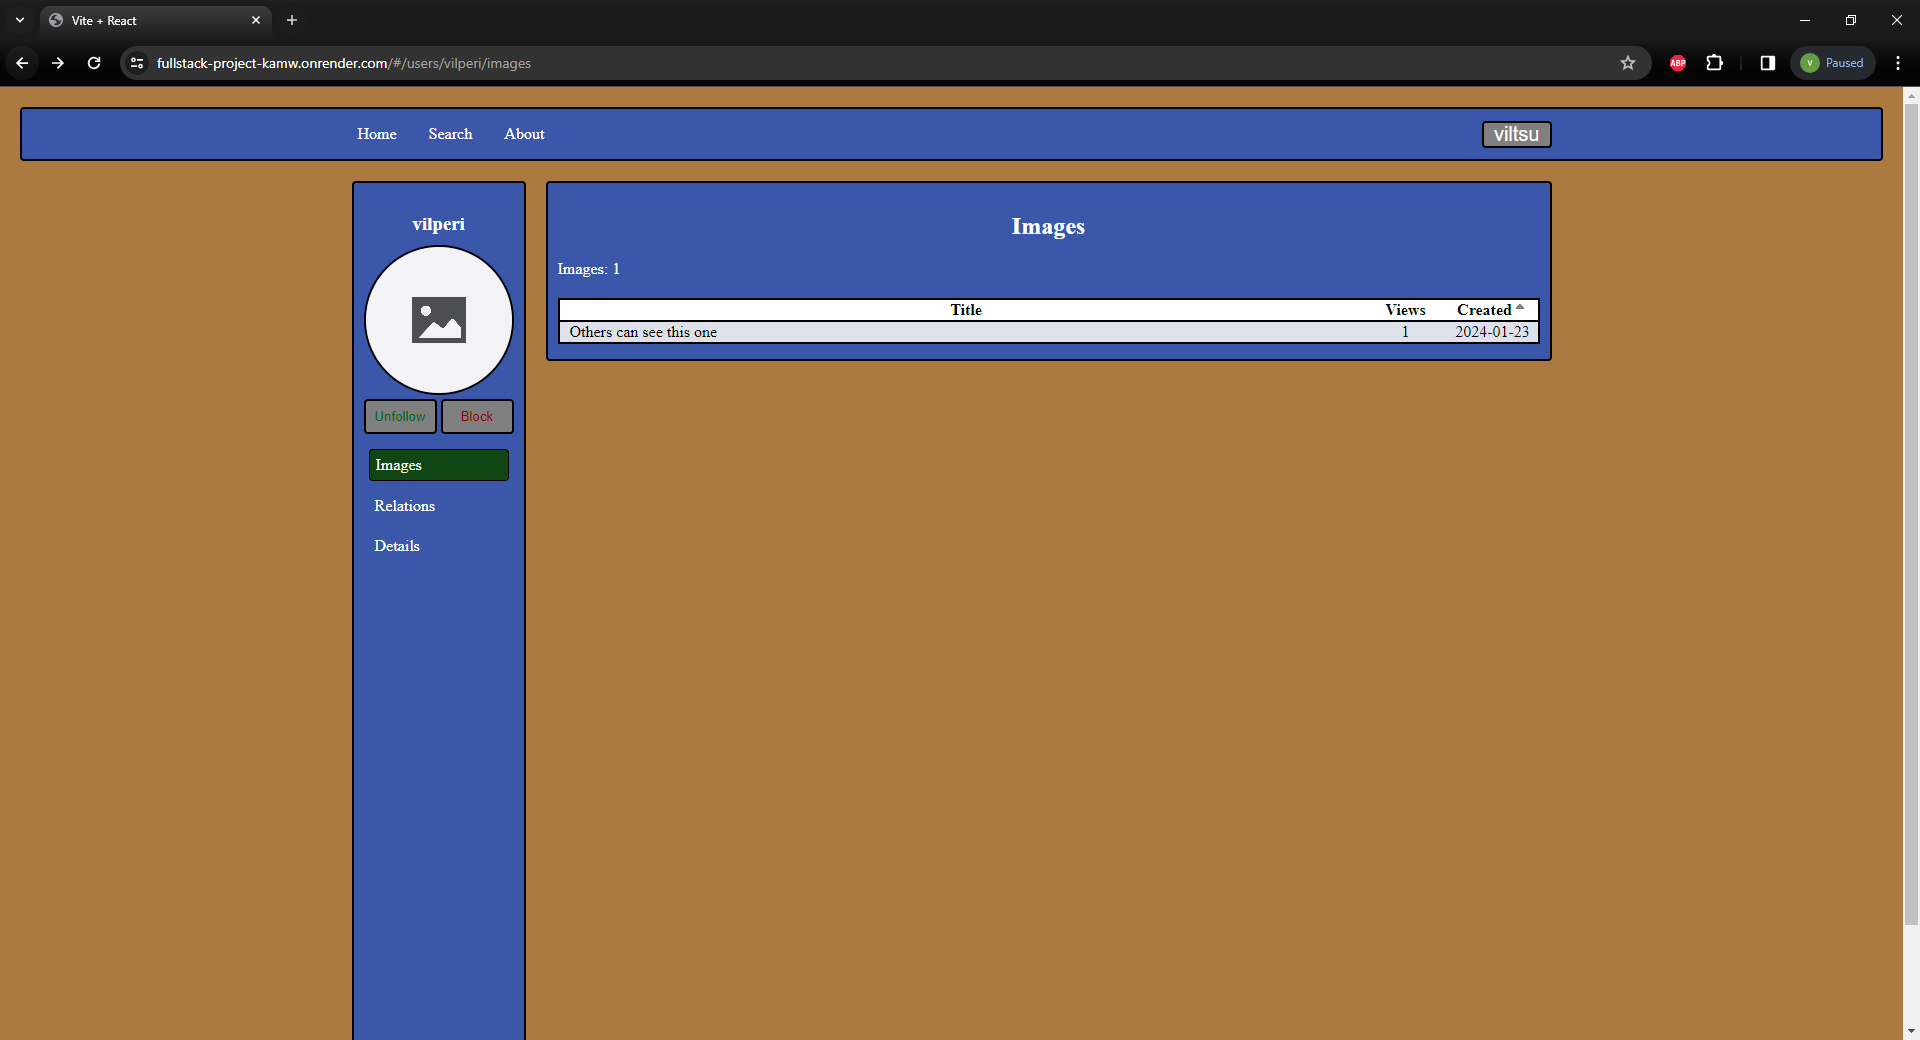 Vite + React
fullstack-project-kamw.onrender.com/#/users/vilperi/images
ABP
V Paused
Home Search About viltsu
vilperi
Unfollow Block
Images
Relations
Details
Images
Images: 1
Title Views Created
Others can see this one 1 2024-01-23